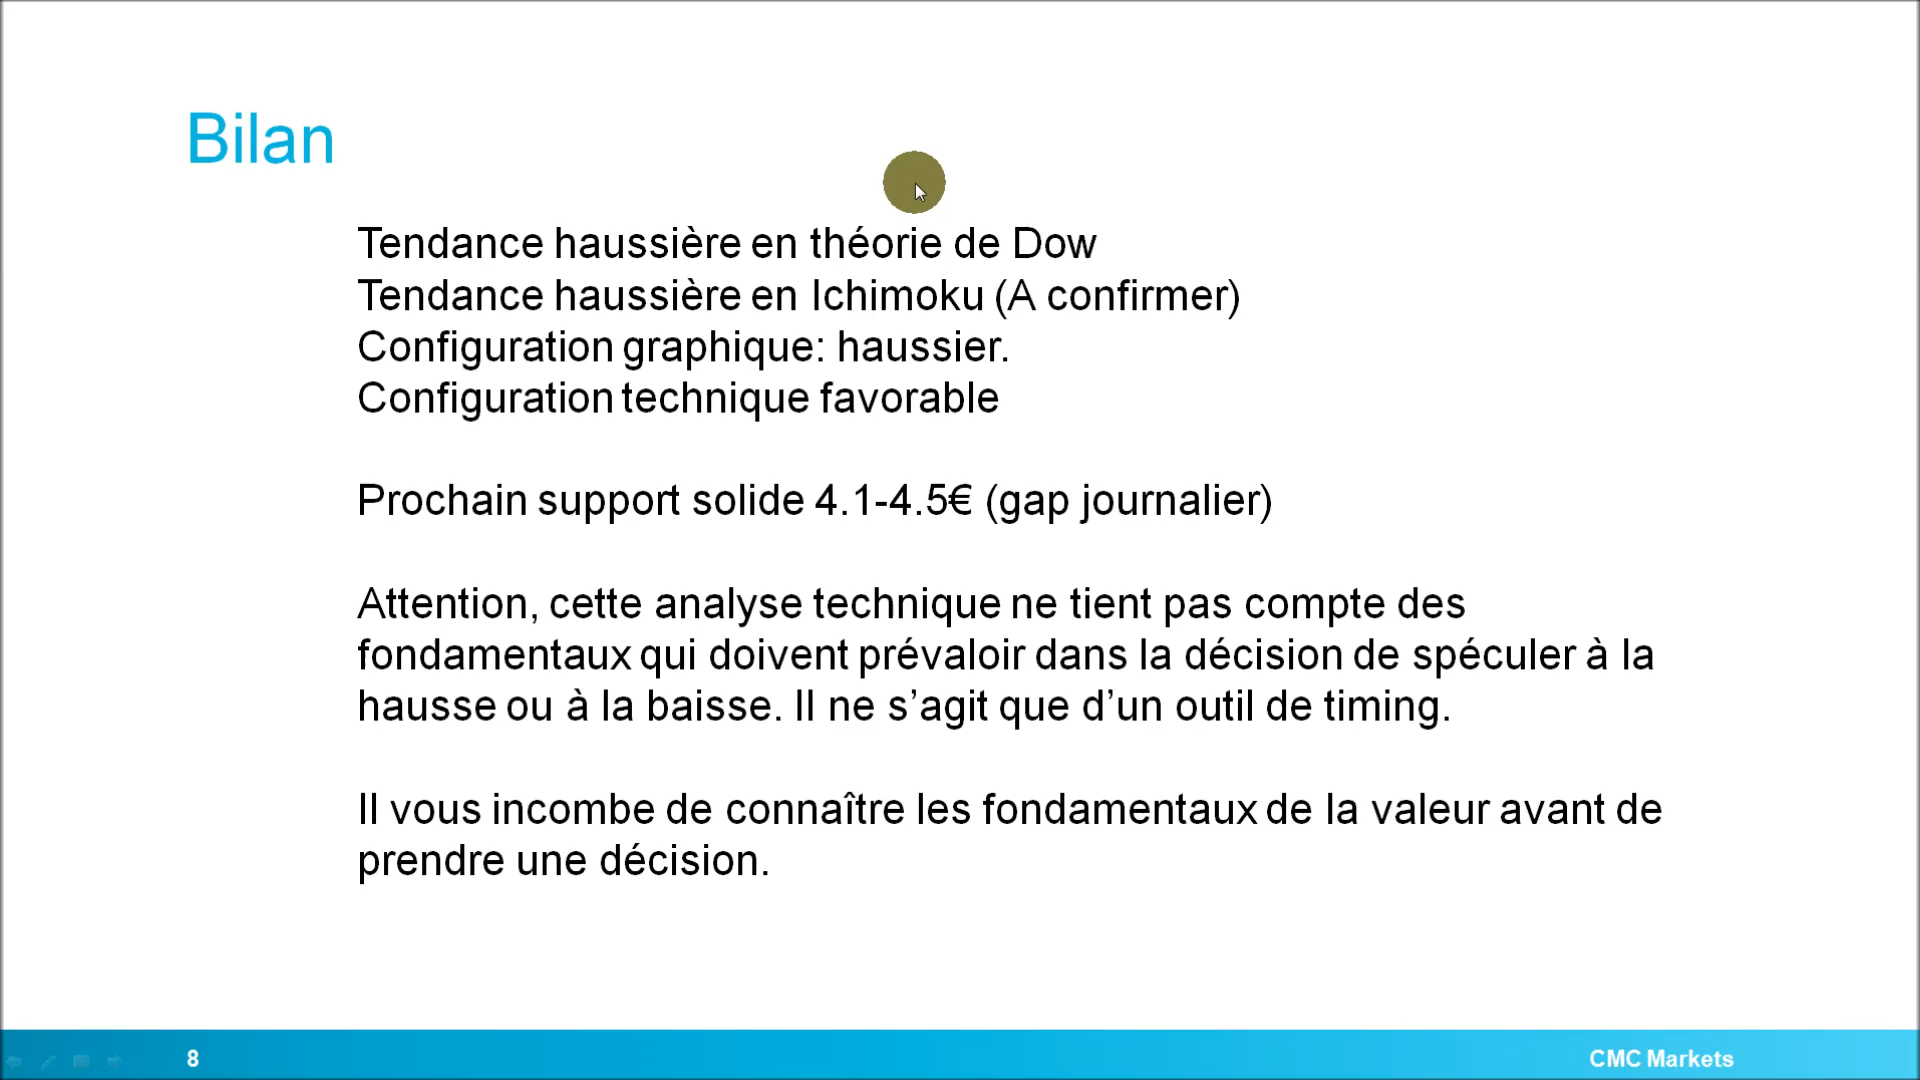 Bilan
Tendance haussière en théorie de Dow
Tendance haussière en Ichimoku (A confirmer)
Configuration graphique: haussier.
Configuration technique favorable
Prochain support solide 4.1-4.5€ (gap journalier)
Attention, cette analyse technique ne tient pas compte des
fondamentaux qui doivent prévaloir dans la décision de spéculer à la
hausse ou à la baisse. Il ne s’agit que d’un outil de timing.
Il vous incombe de connaître les fondamentaux de la valeur avant de
prendre une décision.
8
CMC Markets